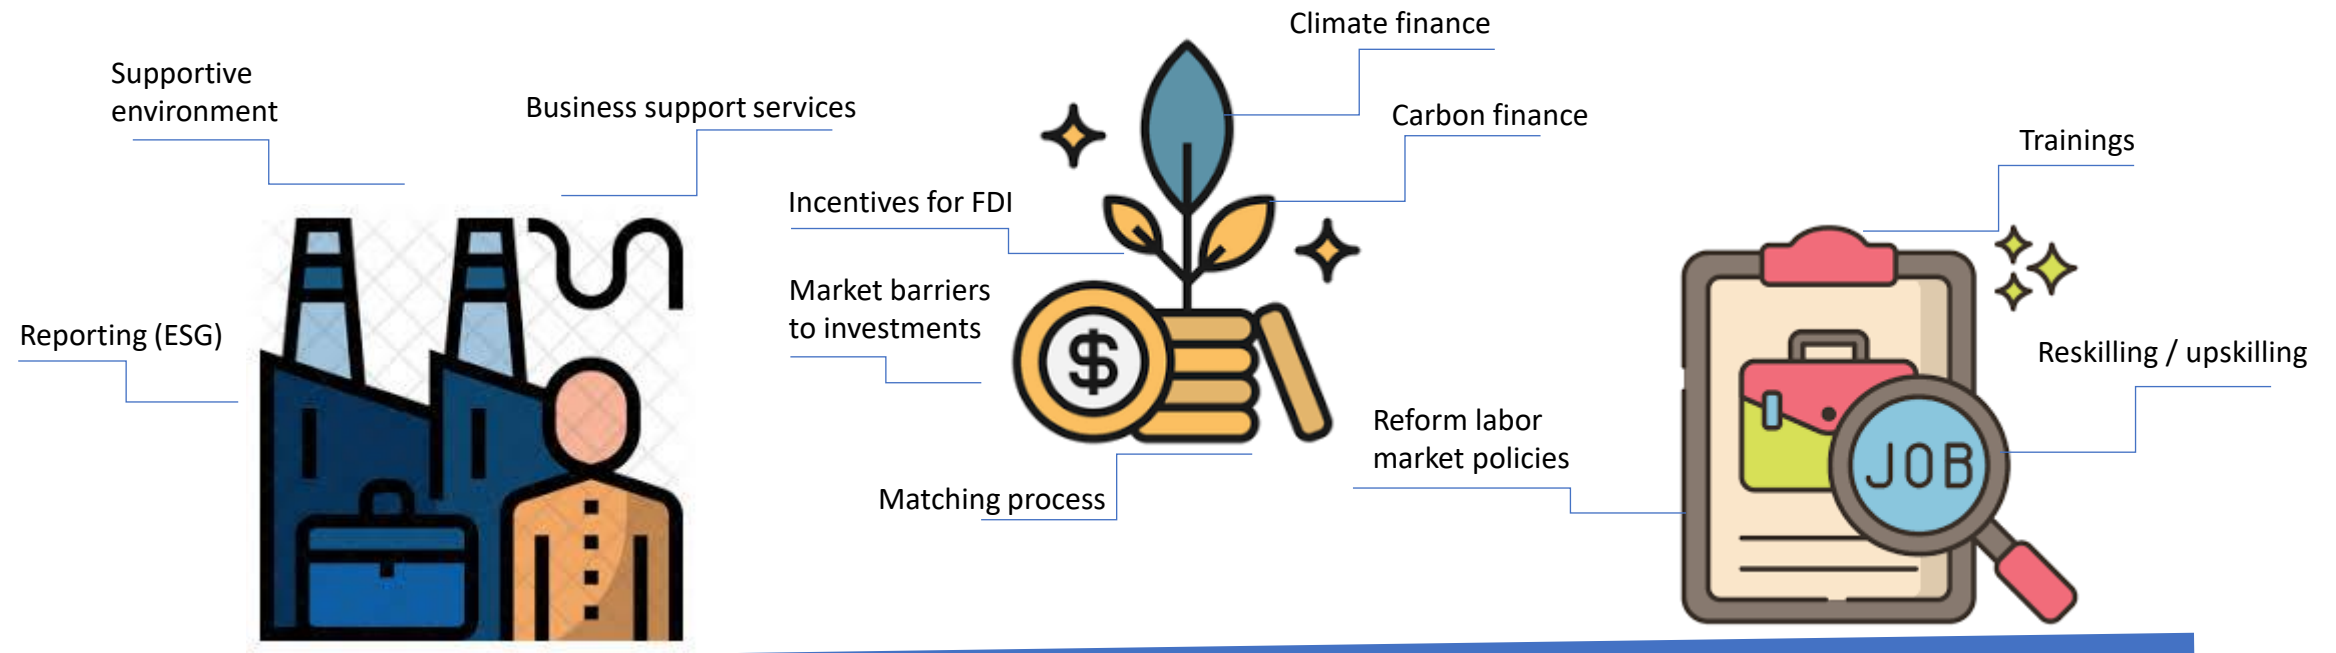 Supportive
environment
Business support services
Reporting (ESG)
Climate finance
Carbon finance
Incentives for FDI
Market barriers
to investments
$
Matching process
Trainings
Reskilling / upskilling
Reform labor
market policies
JOB